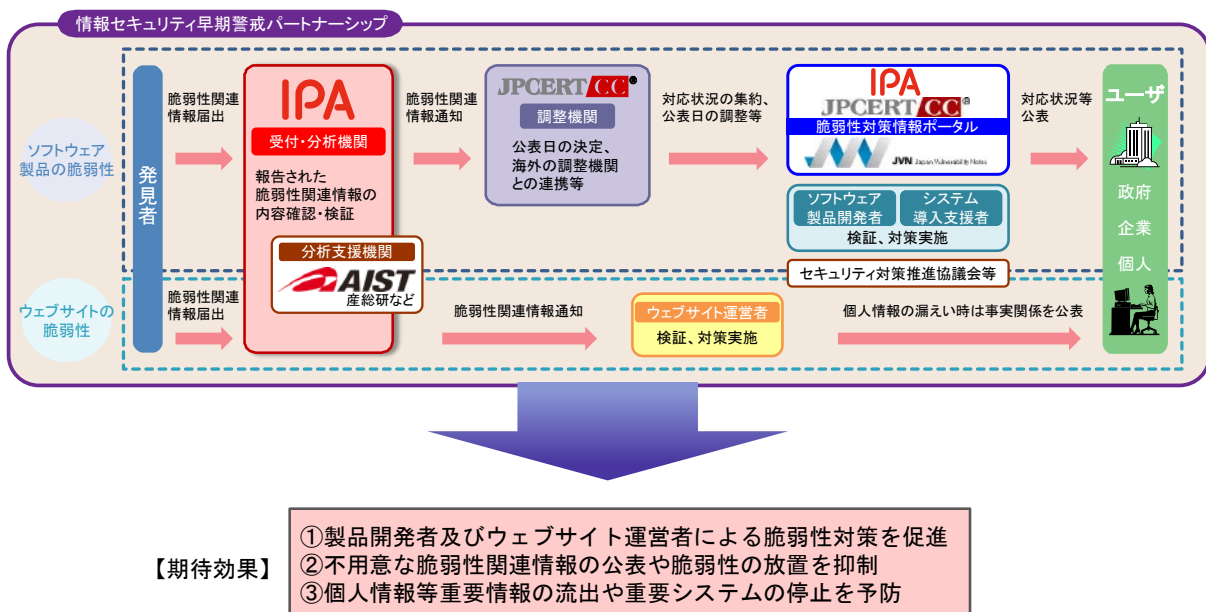 情報セキュリティ早期警戒パートナーシップ
ソフトウェア
製品の脆弱性
発見者
脆弱性関連
情報届出
IPA
受付・分析機関
報告された
脆弱性関連情報の
内容確認・検証
分析支援機関
AIST
産総研など
脆弱性関連
情報通知
JPCERT CC®
調整機関
公表日の決定、
海外の調整機関
との連携等
対応状況の集約、
公表日の調整等
IPA
JPCERT CC®
脆弱性対策情報ポータル
JVN Japan Vulnerability Notes
ソフトウェア
製品開発者
システム
導入支援者
検証、対策実施
セキュリティ対策推進協議会等
対応状況等
公表
ユーザ
政府
企業
個人
ウェブサイトの
脆弱性
脆弱性関連
情報届出
脆弱性関連情報通知
ウェブサイト運営者
検証、対策実施
個人情報の漏えい時は事実関係を公表
【期待効果】
①製品開発者及びウェブサイト運営者による脆弱性対策を促進
②不用意な脆弱性関連情報の公表や脆弱性の放置を抑制
③個人情報等重要情報の流出や重要システムの停止を予防